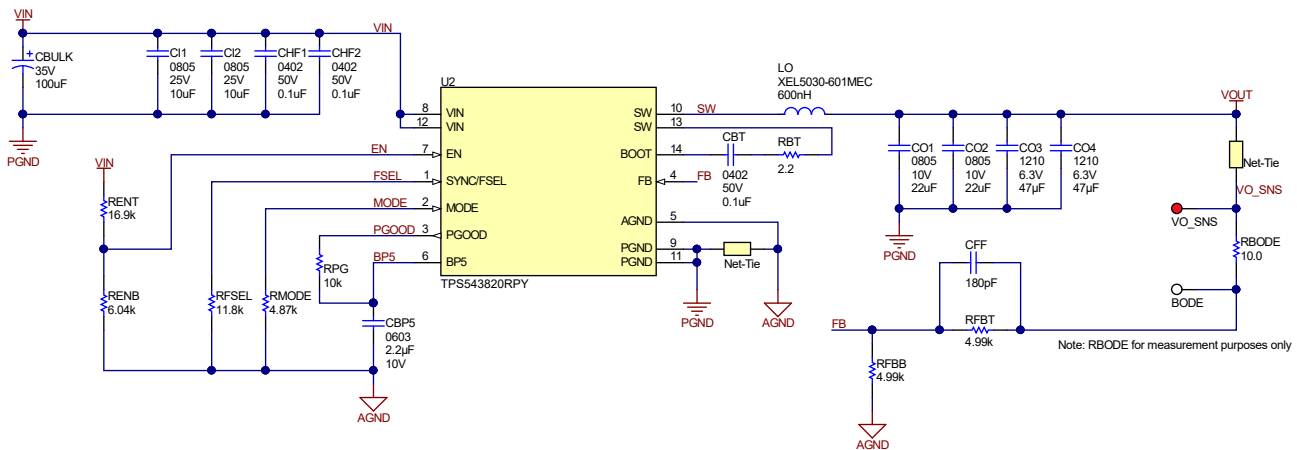 VIN
CBULK
35V
100uF
PGND
CI1
0805
25V
10uF
CI2
0805
25V
10uF
CHF1
0402
50V
0.1uF
CHF2
0402
50V
0.1uF
VIN
VIN
RENT
16.9k
RENB
6.04k
EN
FSEL
MODE
PGOOD
BP5
RFSEL
11.8k
RMODE
4.87k
RPG
10k
CBP5
0603
2.2µF
10V
AGND
U2
8 VIN
12 VIN
7 EN
1 SYNC/FSEL
2 MODE
3 PGOOD
6 BP5
SW 10
SW 13
BOOT 14
FB 4
AGND 5
PGND 9
PGND 11
TPS543820RPY
SW
LO
XEL5030-601MEC
600nH
CBT
0402
50V
0.1uF
RBT
2.2
FB
Net-Tie
PGND
AGND
CO1
0805
10V
22uF
CO2
0805
10V
22uF
CO3
1210
6.3V
47µF
CO4
1210
6.3V
47µF
PGND
VOUT
Net-Tie
VO_SNS
VO_SNS
RBODE
10.0
BODE
CFF
180pF
FB
RFBT
4.99k
RFBB
4.99k
AGND
Note: RBODE for measurement purposes only